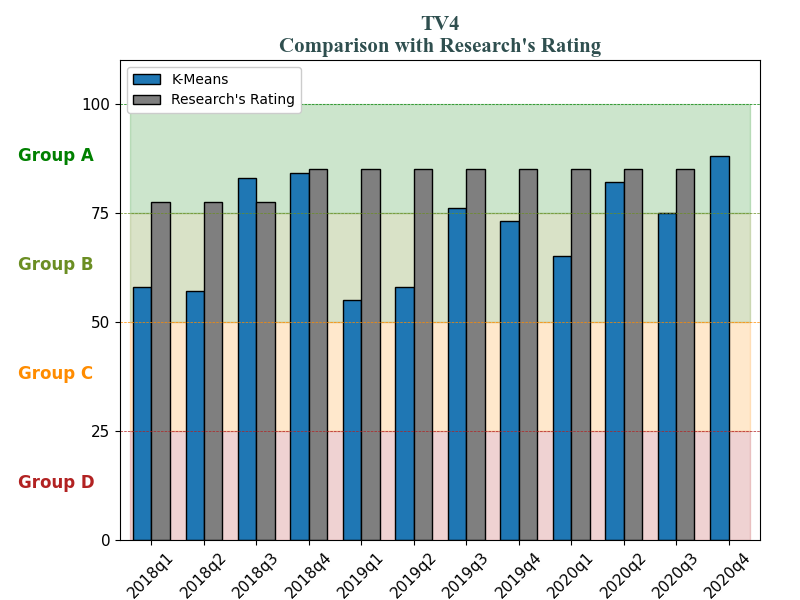 TV4
Comparison with Research's Rating
K-Means
Research's Rating
100
75
50
25
0
Group A
Group B
Group C
Group D
2018q1
2018q2
2018q3
2018q4
2019q1
2019q2
2019q3
2019q4
2020q1
2020q2
2020q3
2020q4